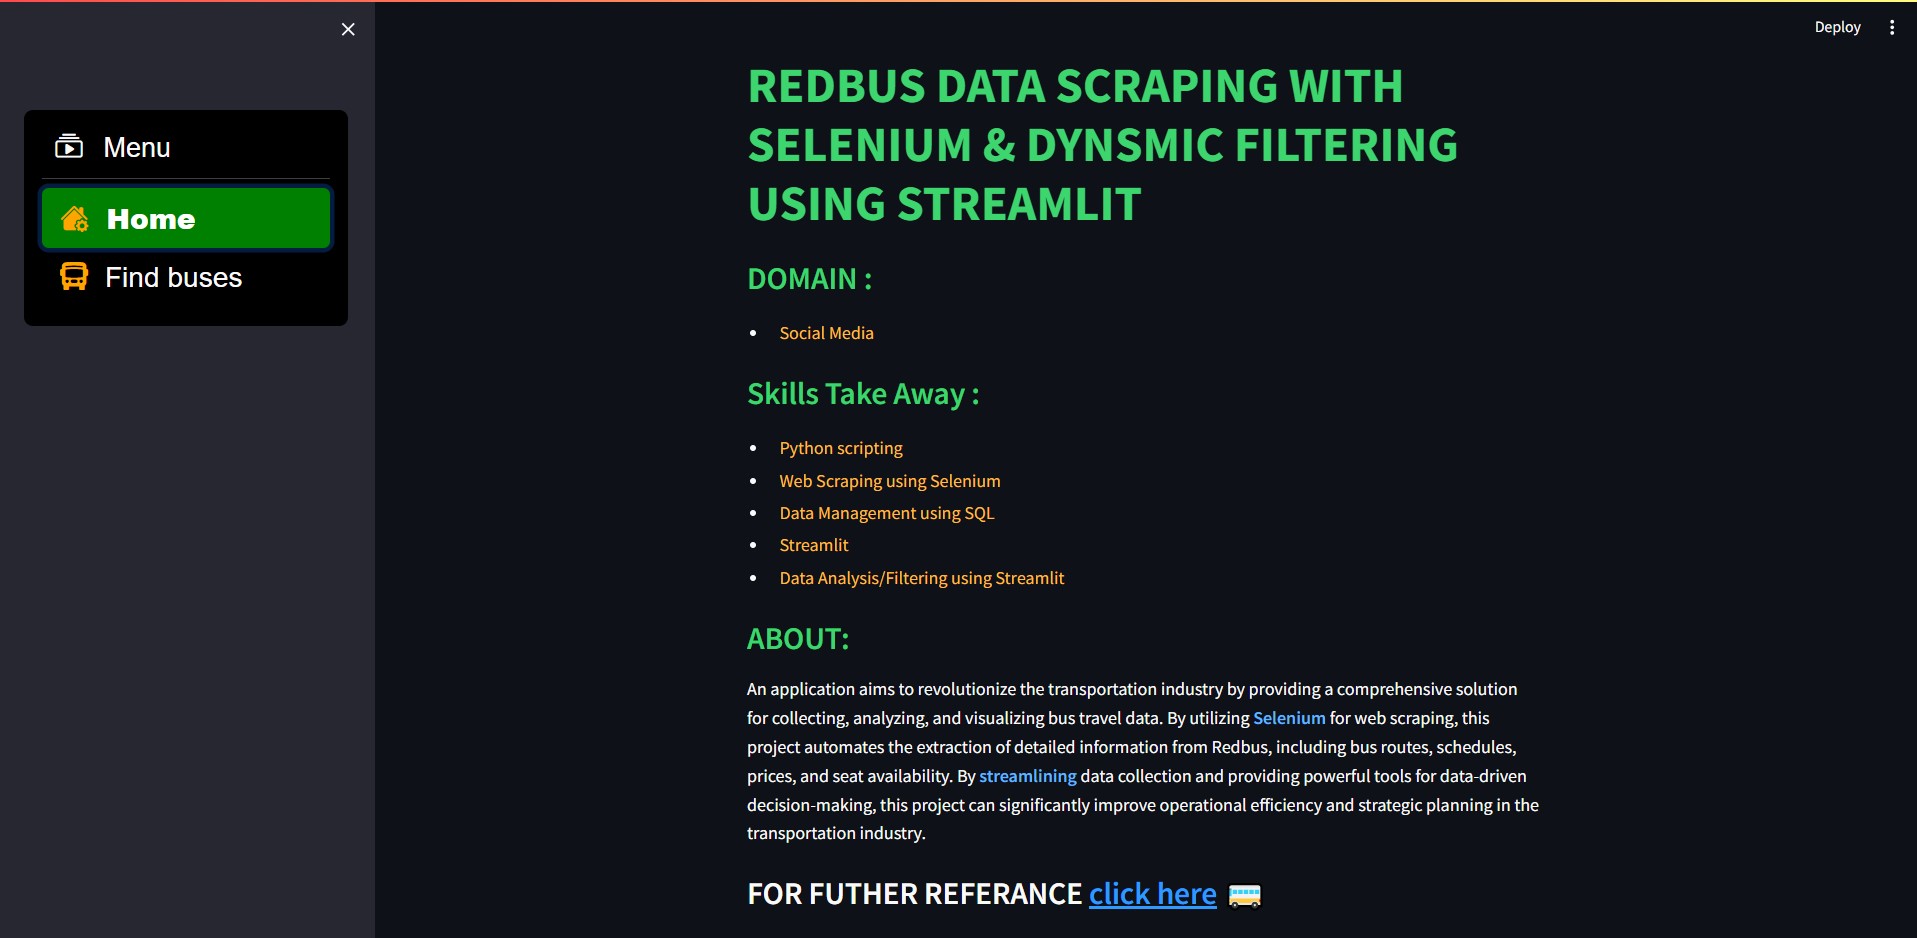 Deploy
Menu
Home
Find buses
REDBUS DATA SCRAPING WITH
SELENIUM & DYNSMIC FILTERING
USING STREAMLIT
DOMAIN :
• Social Media
Skills Take Away :
• Python scripting
• Web Scraping using Selenium
• Data Management using SQL
• Streamlit
• Data Analysis/Filtering using Streamlit
ABOUT:
An application aims to revolutionize the transportation industry by providing a comprehensive solution
for collecting, analyzing, and visualizing bus travel data. By utilizing Selenium for web scraping, this
project automates the extraction of detailed information from Redbus, including bus routes, schedules,
prices, and seat availability. By streamlining data collection and providing powerful tools for data-driven
decision-making, this project can significantly improve operational efficiency and strategic planning in the
transportation industry.
FOR FUTHER REFERANCE click here